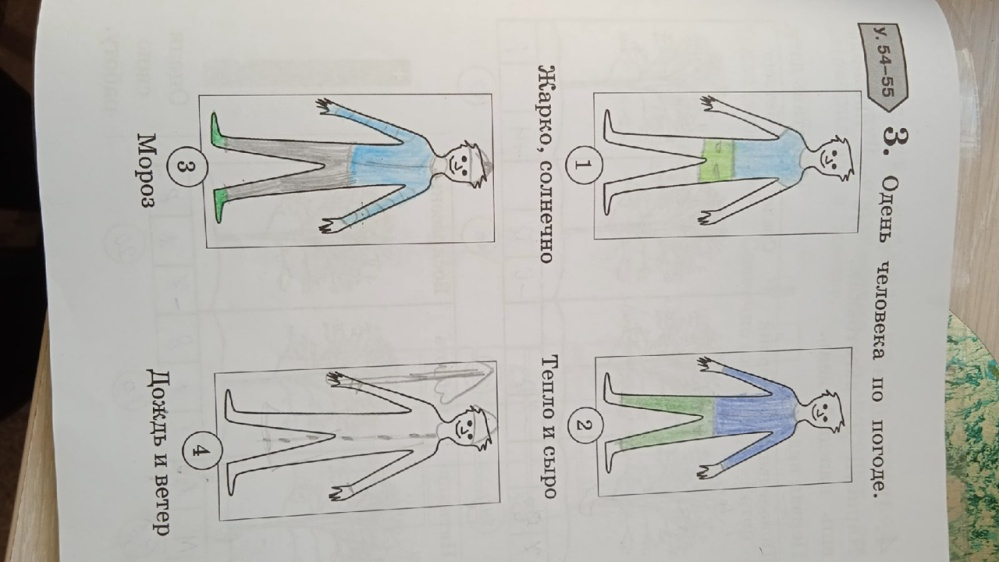 у. 54–55
3. Одень человека по погоде.
1
Жарко, солнечно
2
Тепло и сыро
3
Мороз
4
Дождь и ветер